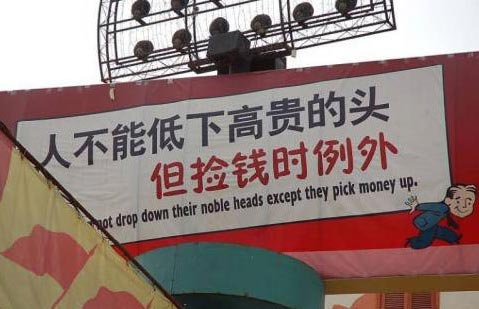 人不能低下高贵的头
但捡钱时例外
not drop down their noble heads except they pick money up.